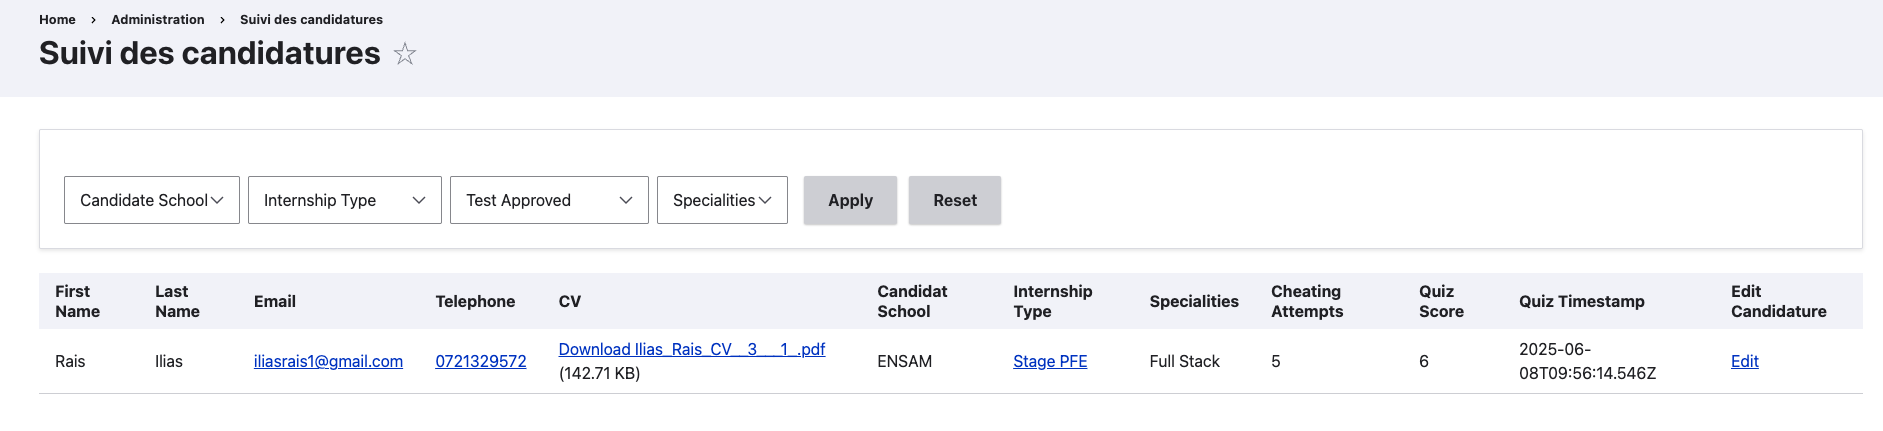 Home > Administration > Suivi des candidatures
Suivi des candidatures
Candidate School Internship Type Test Approved Specialities Apply Reset
First Name Last Name Email Telephone CV Candidat School Internship Type Specialities Cheating Attempts Quiz Score Quiz Timestamp Edit Candidature
Rais Ilias iliasrais1@gmail.com 0721329572 Download Ilias_Rais_CV__3___1_.pdf (142.71 KB) ENSAM Stage PFE Full Stack 5 6 2025-06-08T09:56:14.546Z Edit